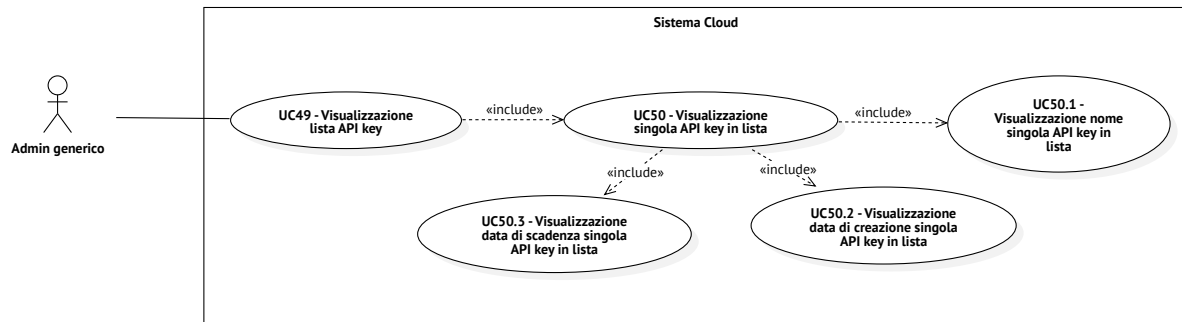 Sistema Cloud
Admin generico
UC49 - Visualizzazione
lista API key
«include»
UC50 - Visualizzazione
singola API key in lista
«include»
UC50.1 -
Visualizzazione nome
singola API key in
lista
«include»
«include»
UC50.3 - Visualizzazione
data di scadenza singola
API key in lista
UC50.2 - Visualizzazione
data di creazione singola
API key in lista